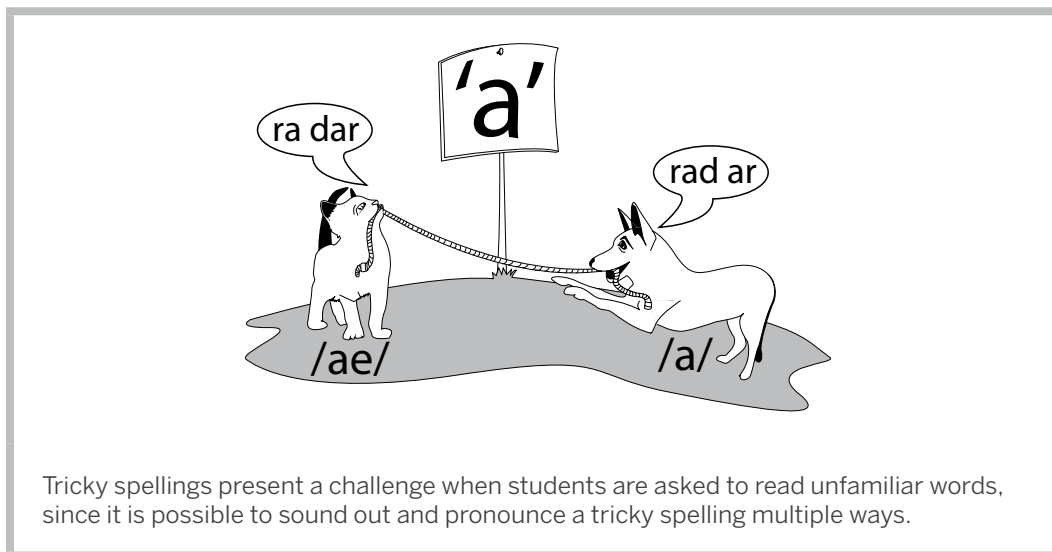 'a'
ra dar
rad ar
/ae/
/a/
Tricky spellings present a challenge when students are asked to read unfamiliar words,
since it is possible to sound out and pronounce a tricky spelling multiple ways.